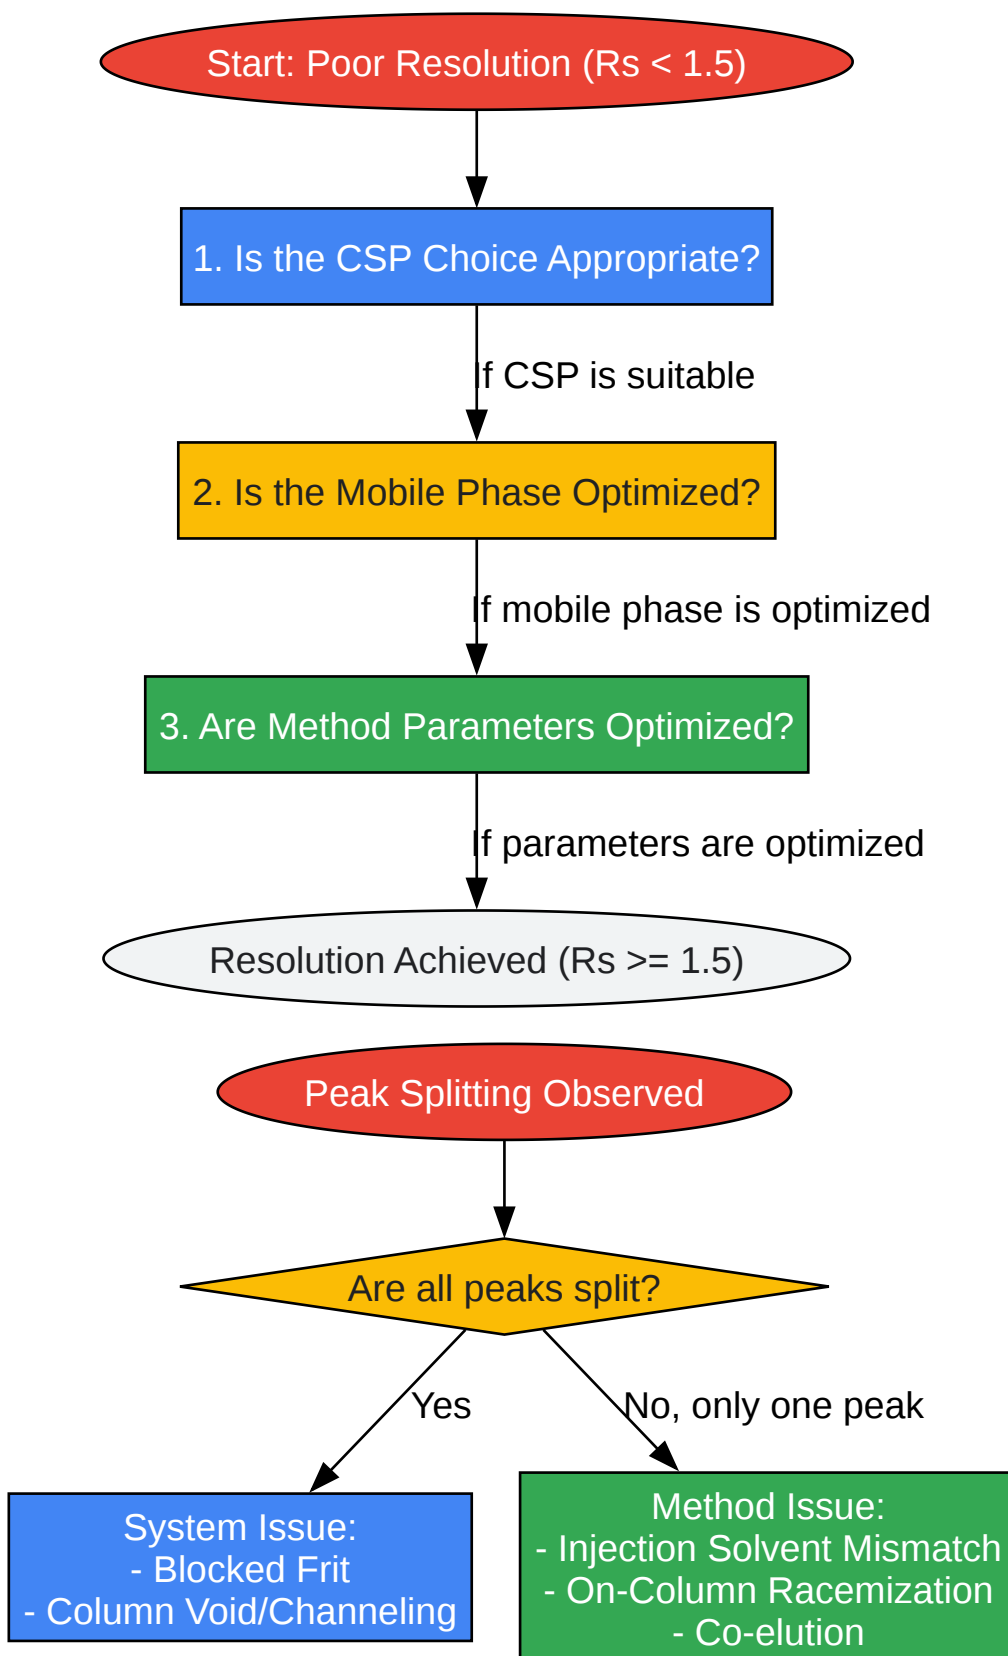 Start: Poor Resolution (Rs < 1.5)
1. Is the CSP Choice Appropriate?
If CSP is suitable
2. Is the Mobile Phase Optimized?
If mobile phase is optimized
3. Are Method Parameters Optimized?
If parameters are optimized
Resolution Achieved (Rs >= 1.5)
Peak Splitting Observed
Are all peaks split?
Yes
No, only one peak
System Issue:
- Blocked Frit
- Column Void/Channeling
Method Issue:
- Injection Solvent Mismatch
- On-Column Racemization
- Co-elution